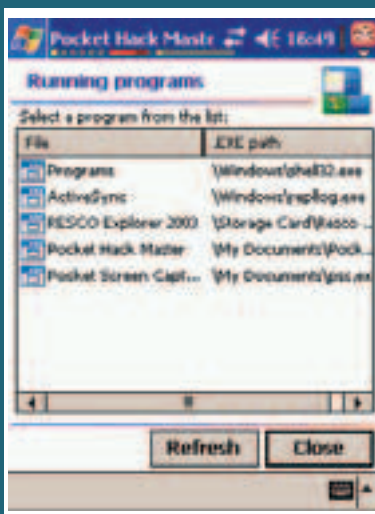 Pocket Hack Maste 16:49
Running programs
Select a program from the list:
File .EXE path
Programs \Windows\shell32.exe
ActiveSync \Windows\repllog.exe
RESCO Explorer 2003 \Storage Card\Resco
Pocket Hack Master \My Documents\Pock
Pocket Screen Capt... \My Documents\psc.ex
Refresh Close